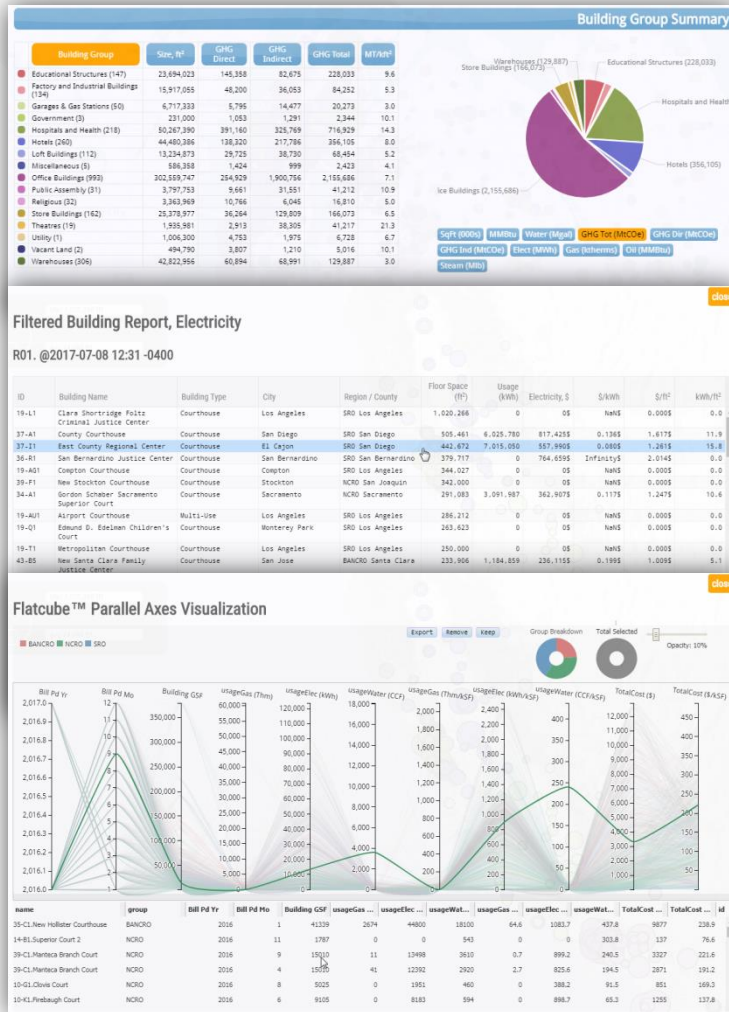 Building Group Summary
Building Group Size, ft² GHG Direct GHG Indirect GHG Total MT/kft²
Educational Structures (147) 23,694,023 145,358 82,675 228,033 9.6
Factory and Industrial Buildings (134) 15,917,055 48,200 36,053 84,252 5.3
Garages & Gas Stations (50) 6,717,333 5,795 14,477 20,273 3.0
Government (3) 231,000 1,053 1,291 2,344 10.1
Hospitals and Health (218) 50,267,390 391,160 325,769 716,929 14.3
Hotels (260) 44,480,386 138,320 217,786 356,105 8.0
Loft Buildings (112) 13,234,873 29,725 38,730 68,454 5.2
Miscellaneous (5) 586,358 1,424 999 2,423 4.1
Office Buildings (993) 302,559,747 254,929 1,900,756 2,155,686 7.1
Public Assembly (31) 3,797,753 9,661 31,551 41,212 10.9
Religious (32) 3,363,969 10,766 6,045 16,810 5.0
Store Buildings (162) 25,378,977 36,264 129,809 166,073 6.5
Theatres (19) 1,935,981 2,913 38,305 41,217 21.3
Utility (1) 1,006,300 4,753 1,975 6,728 6.7
Vacant Land (2) 494,790 3,807 1,210 5,016 10.1
Warehouses (306) 42,822,956 60,894 68,991 129,887 3.0
Warehouses (129,887)
Store Buildings (166,073)
Educational Structures (228,033)
Hospitals and Health
Hotels (356,105)
ice Buildings (2,155,686)
SqFt (000s) MMBtu Water (Mgal) GHG Tot (MtCOe) GHG Dir (MtCOe)
GHG Ind (MtCOe) Elect (MWh) Gas (ktherms) Oil (MMBtu)
Steam (Mlb)
close
Filtered Building Report, Electricity
R01. @2017-07-08 12:31 -0400
ID Building Name Building Type City Region / County Floor Space (ft²) Usage (kWh) Electricity, $ $/kWh $/ft² kWh/ft²
19-L1 Clara Shortridge Foltz Criminal Justice Center Courthouse Los Angeles SRO Los Angeles 1,020,266 0 0$ NaN$ 0.000$ 0.0
37-A1 County Courthouse Courthouse San Diego SRO San Diego 505,461 6,025,780 817,425$ 0.136$ 1.617$ 11.9
37-I1 East County Regional Center Courthouse El Cajon SRO San Diego 442,672 7,015,050 557,990$ 0.080$ 1.261$ 15.8
36-R1 San Bernardino Justice Center Courthouse San Bernardino SRO San Bernardino 379,717 0 764,659$ Infinity$ 2.014$ 0.0
19-AG1 Compton Courthouse Courthouse Compton SRO Los Angeles 344,027 0 0$ NaN$ 0.000$ 0.0
39-F1 New Stockton Courthouse Courthouse Stockton NCRO San Joaquin 342,000 0 0$ NaN$ 0.000$ 0.0
34-A1 Gordon Schaber Sacramento Superior Court Courthouse Sacramento NCRO Sacramento 291,083 3,091,987 362,907$ 0.117$ 1.247$ 10.6
19-AU1 Airport Courthouse Multi-Use Los Angeles SRO Los Angeles 286,212 0 0$ NaN$ 0.000$ 0.0
19-Q1 Edmund D. Edelman Children's Court Courthouse Monterey Park SRO Los Angeles 263,623 0 0$ NaN$ 0.000$ 0.0
19-T1 Metropolitan Courthouse Courthouse Los Angeles SRO Los Angeles 250,000 0 0$ NaN$ 0.000$ 0.0
43-B5 New Santa Clara Family Justice Center Courthouse San Jose BANCRO Santa Clara 233,906 1,184,859 236,115$ 0.199$ 1.009$ 5.1
close
Flatcube™ Parallel Axes Visualization
BANCRO NCRO SRO
Export Remove Keep
Group Breakdown Total Selected Opacity: 10%
Bill Pd Yr Bill Pd Mo Building GSF usageGas (Thm) usageElec (kWh) usageWater (CCF) usageGas (Thm/kSF) usageElec (kWh/kSF) usageWater (CCF/kSF) TotalCost ($) TotalCost ($/kSF)
2,017.0 12 350,000 60,000 120,000 18,000 2,000 2,400 400 12,000 450
name group Bill Pd Yr Bill Pd Mo Building GSF usageGas ... usageElec ... usageWat... usageGas ... usageElec ... usageWat... TotalCost ... TotalCost ... id
35-C1.New Hollister Courthouse BANCRO 2016 1 41339 2674 44800 18100 64.6 1083.7 437.8 9877 238.9
14-B1.Superior Court 2 NCRO 2016 11 1787 0 0 543 0 0 303.8 137 76.6
39-C1.Manteca Branch Court NCRO 2016 9 15010 11 13498 3610 0.7 899.2 240.5 3327 221.6
39-C1.Manteca Branch Court NCRO 2016 4 15010 41 12392 2920 2.7 825.6 194.5 2871 191.2
10-G1.Clovis Court NCRO 2016 8 5025 0 1951 460 0 388.2 91.5 851 169.3
10-K1.Firebaugh Court NCRO 2016 6 9105 0 8183 594 0 898.7 65.3 1255 137.8